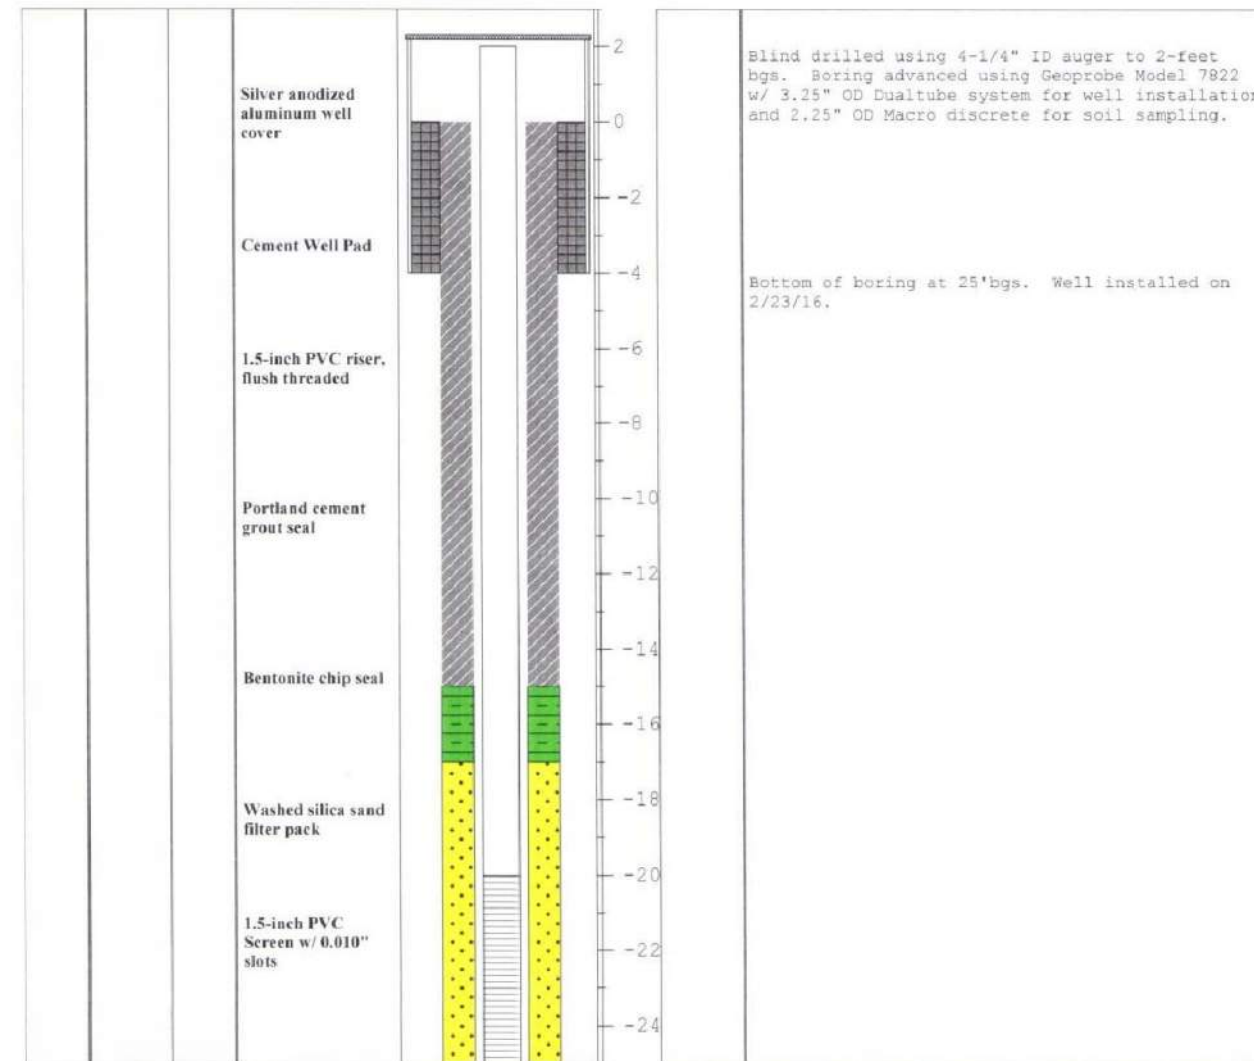 Silver anodized
aluminum well
cover
Cement Well Pad
1.5-inch PVC riser,
flush threaded
Portland cement
grout seal
Bentonite chip seal
Washed silica sand
filter pack
1.5-inch PVC
Screen w/ 0.010"
slots
2
0
-2
-4
-6
-8
-10
-12
-14
-16
-18
-20
-22
-24
Blind drilled using 4-1/4" ID auger to 2-feet
bgs. Boring advanced using Geoprobe Model 7822
w/ 3.25" OD Dualtube system for well installation
and 2.25" OD Macro discrete for soil sampling.
Bottom of boring at 25'bgs. Well installed on
2/23/16.